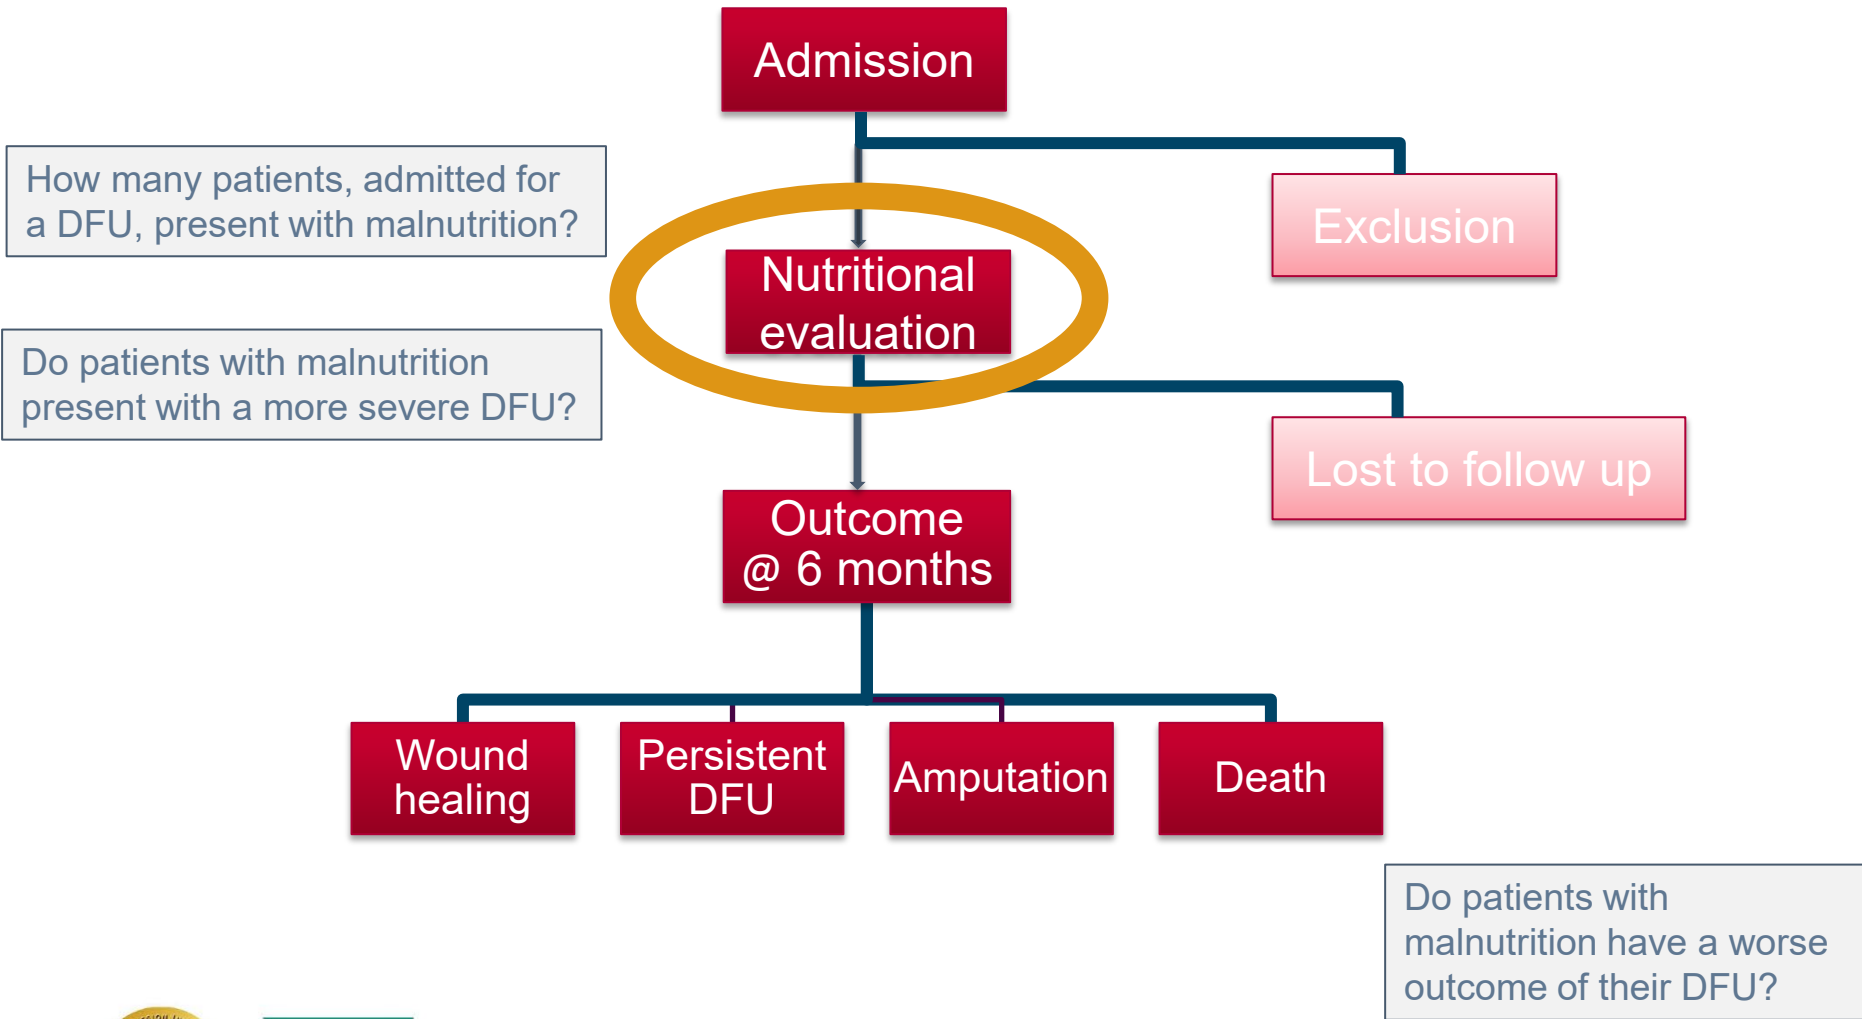 Admission
How many patients, admitted for
a DFU, present with malnutrition?
Exclusion
Nutritional
evaluation
Do patients with malnutrition
present with a more severe DFU?
Lost to follow up
Outcome
@ 6 months
Wound
healing
Persistent
DFU
Amputation
Death
Do patients with
malnutrition have a worse
outcome of their DFU?